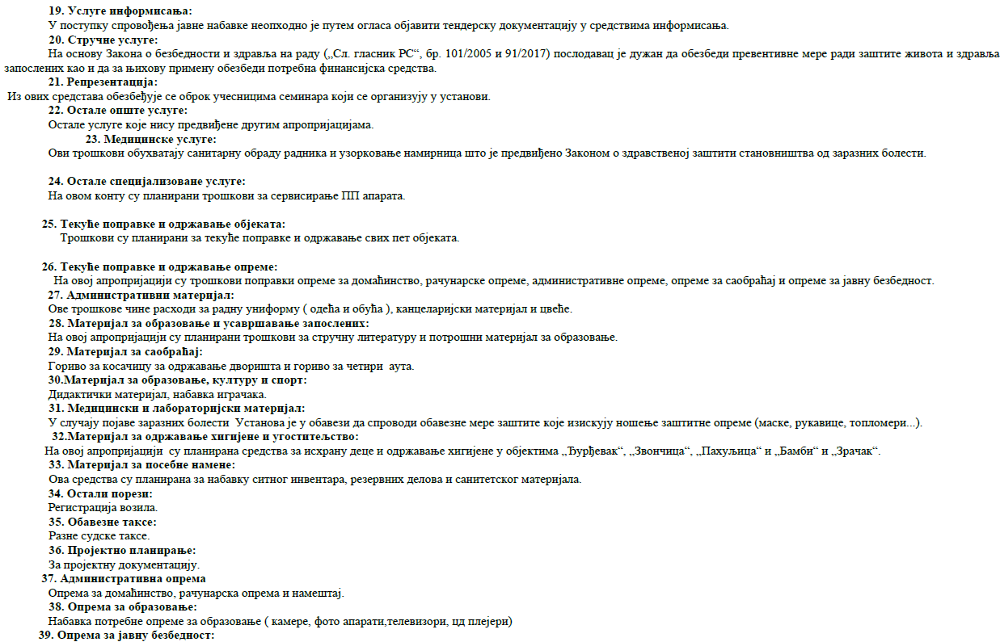 19. Услуге информисања:
У поступку спровођења јавне набавке неопходно је путем огласа објавити тендерску документацију у средствима информисања.
20. Стручне услуге:
На основу Закона о безбедности и здравља на раду („Сл. гласник РС“, бр. 101/2005 и 91/2017) послодавац је дужан да обезбеди превентивне мере ради заштите живота и здравља
запослених као и да за њихову примену обезбеди потребна финансијска средства.
21. Репрезентација:
Из ових средстава обезбеђује се оброк учесницима семинара који се организују у установи.
22. Остале опште услуге:
Остале услуге које нису предвиђене другим апропријацијама.
23. Медицинске услуге:
Ови трошкови обухватају санитарну обраду радника и узорковање намирница што је предвиђено Законом о здравственој заштити становништва од заразних болести.
24. Остале специјализоване услуге:
На овом конту су планирани трошкови за сервисирање ПП апарата.
25. Текуће поправке и одржавање објеката:
Трошкови су планирани за текуће поправке и одржавање свих пет објеката.
26. Текуће поправке и одржавање опреме:
На овој апропријацији су трошкови поправки опреме за домаћинство, рачунарске опреме, административне опреме, опреме за саобраћај и опреме за јавну безбедност.
27. Административни материјал:
Ове трошкове чине расходи за радну униформу ( одећа и обућа ), канцеларијски материјал и цвеће.
28. Материјал за образовање и усавршавање запослених:
На овој апропријацији су планирани трошкови за стручну литературу и потрошни материјал за образовање.
29. Материјал за саобраћај:
Гориво за косачицу за одржавање дворишта и гориво за четири аута.
30.Материјал за образовање, културу и спорт:
Дидактички материјал, набавка играчака.
31. Медицински и лабораторијски материјал:
У случају појаве заразних болести Установа је у обавези да спроводи обавезне мере заштите које изискују ношење заштитне опреме (маске, рукавице, топломери...).
32.Материјал за одржавање хигијене и угоститељство:
На овој апропријацији су планирана средства за исхрану деце и одржавање хигијене у објектима „Ђурђевак“, „Звончица“, „Пахуљица“ и „Бамби“ и „Зрачак“.
33. Материјал за посебне намене:
Ова средства су планирана за набавку ситног инвентара, резервних делова и санитетског материјала.
34. Остали порези:
Регистрација возила.
35. Обавезне таксе:
Разне судске таксе.
36. Пројектно планирање:
За пројектну документацију.
37. Административна опрема
Опрема за домаћинство, рачунарска опрема и намештај.
38. Опрема за образовање:
Набавка потребне опреме за образовање ( камере, фото апарати,телевизори, цд плејери)
39. Опрема за јавну безбедност: